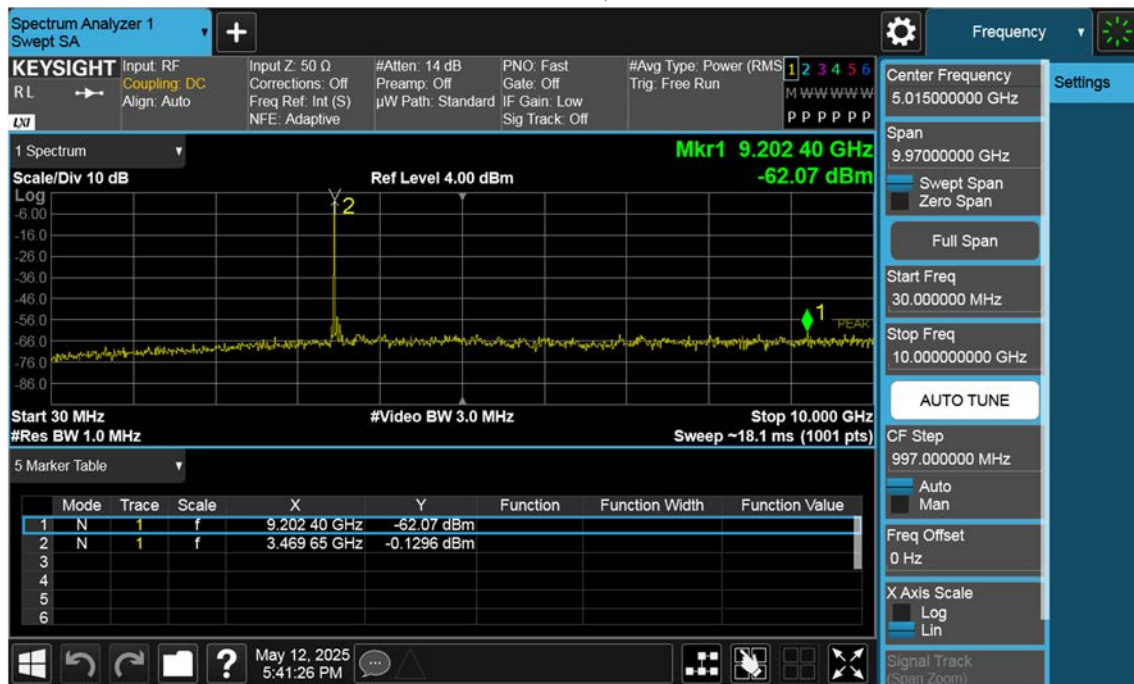 Spectrum Analyzer 1
Swept SA
+
Frequency
KEYSIGHT
RL
LXI
Input: RF
Coupling: DC
Align: Auto
Input Z: 50 Ω
Corrections: Off
Freq Ref: Int (S)
NFE: Adaptive
#Atten: 14 dB
Preamp: Off
µW Path: Standard
PNO: Fast
Gate: Off
IF Gain: Low
Sig Track: Off
#Avg Type: Power (RMS
Trig: Free Run
1 2 3 4 5 6
M W W W W W
P P P P P P
1 Spectrum
Scale/Div 10 dB
Ref Level 4.00 dBm
Mkr1 9.202 40 GHz
-62.07 dBm
Log
-6.00
-16.0
-26.0
-36.0
-46.0
-56.0
-66.0
-76.0
-86.0
2
1
PEAK
Start 30 MHz
#Video BW 3.0 MHz
Stop 10.000 GHz
#Res BW 1.0 MHz
Sweep ~18.1 ms (1001 pts)
5 Marker Table
Mode Trace Scale X Y Function Function Width Function Value
1 N 1 f 9.202 40 GHz -62.07 dBm
2 N 1 f 3.469 65 GHz -0.1296 dBm
3
4
5
6
?
May 12, 2025
5:41:26 PM
Center Frequency
5.015000000 GHz
Span
9.97000000 GHz
Swept Span
Zero Span
Full Span
Start Freq
30.000000 MHz
Stop Freq
10.000000000 GHz
AUTO TUNE
CF Step
997.000000 MHz
Auto
Man
Freq Offset
0 Hz
X Axis Scale
Log
Lin
Signal Track
(Span Zoom)
Settings